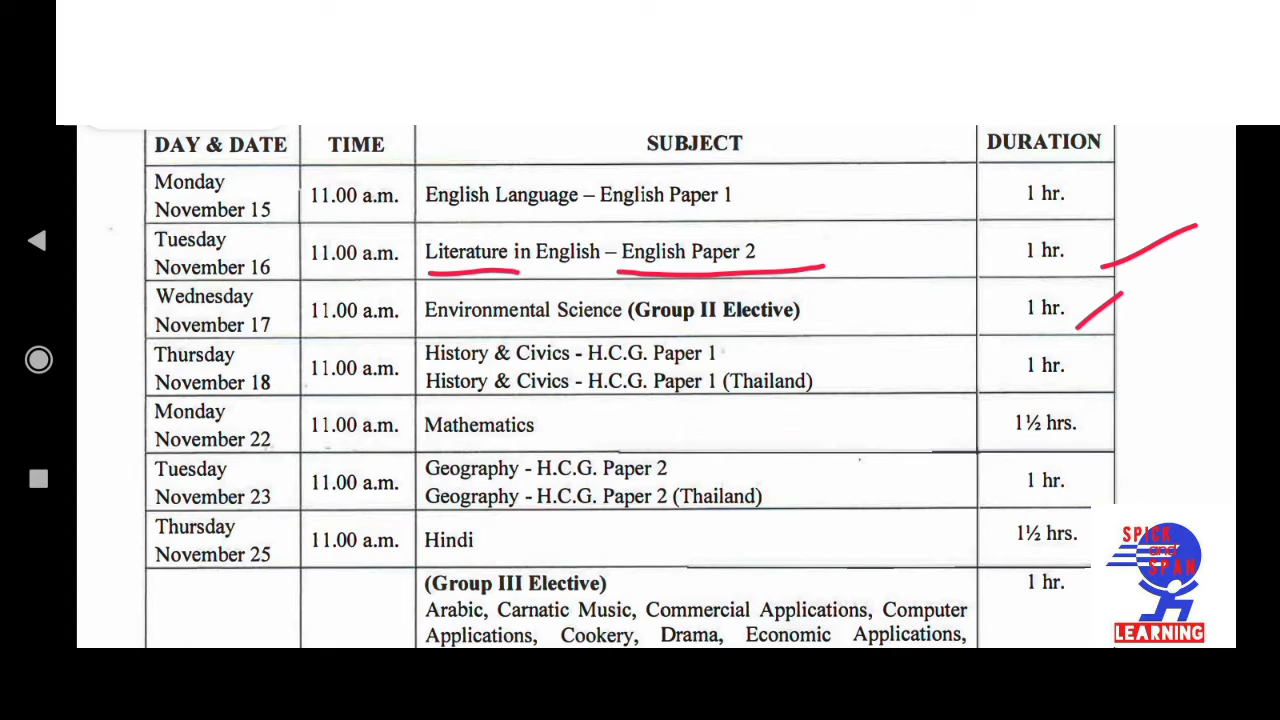 DAY & DATE TIME SUBJECT DURATION
Monday
November 15 11.00 a.m. English Language – English Paper 1 1 hr.
Tuesday
November 16 11.00 a.m. Literature in English – English Paper 2 1 hr.
Wednesday
November 17 11.00 a.m. Environmental Science (Group II Elective) 1 hr.
Thursday
November 18 11.00 a.m. History & Civics - H.C.G. Paper 1
History & Civics - H.C.G. Paper 1 (Thailand) 1 hr.
Monday
November 22 11.00 a.m. Mathematics 1½ hrs.
Tuesday
November 23 11.00 a.m. Geography - H.C.G. Paper 2
Geography - H.C.G. Paper 2 (Thailand) 1 hr.
Thursday
November 25 11.00 a.m. Hindi 1½ hrs.
(Group III Elective) 1 hr.
Arabic, Carnatic Music, Commercial Applications, Computer
Applications, Cookery, Drama, Economic Applications,
SPICK
and
SPAN
LEARNING